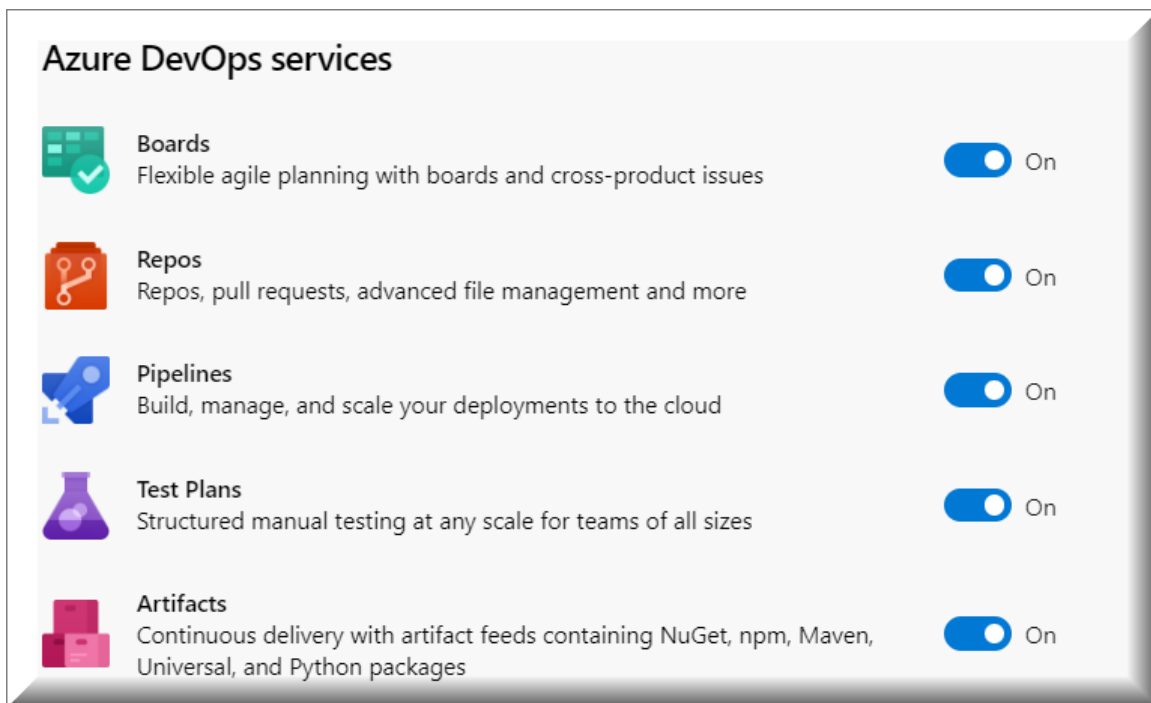 Azure DevOps services
Boards
Flexible agile planning with boards and cross-product issues
On
Repos
Repos, pull requests, advanced file management and more
On
Pipelines
Build, manage, and scale your deployments to the cloud
On
Test Plans
Structured manual testing at any scale for teams of all sizes
On
Artifacts
Continuous delivery with artifact feeds containing NuGet, npm, Maven,
Universal, and Python packages
On